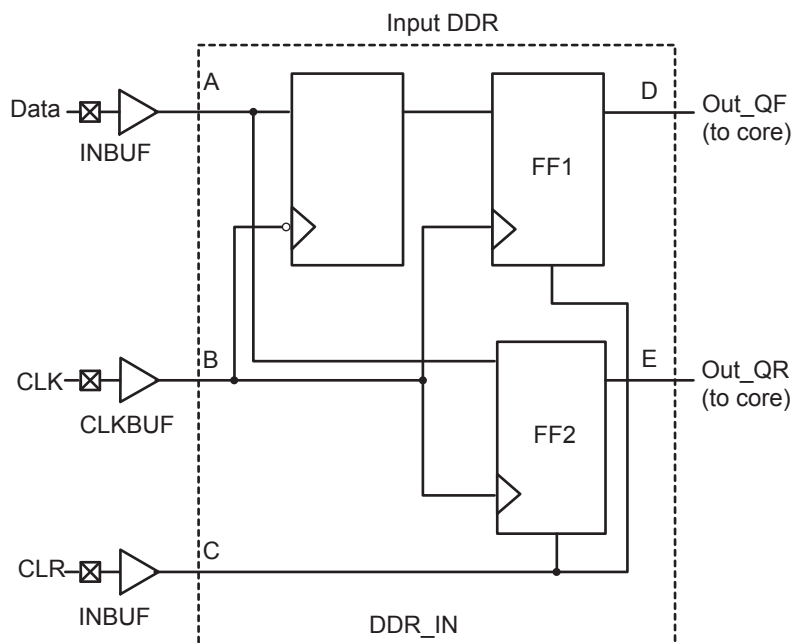 Input DDR
A
D
Data
Out_QF
(to core)
INBUF
FF1
B
E
CLK
Out_QR
(to core)
CLKBUF
FF2
C
CLR
INBUF
DDR_IN